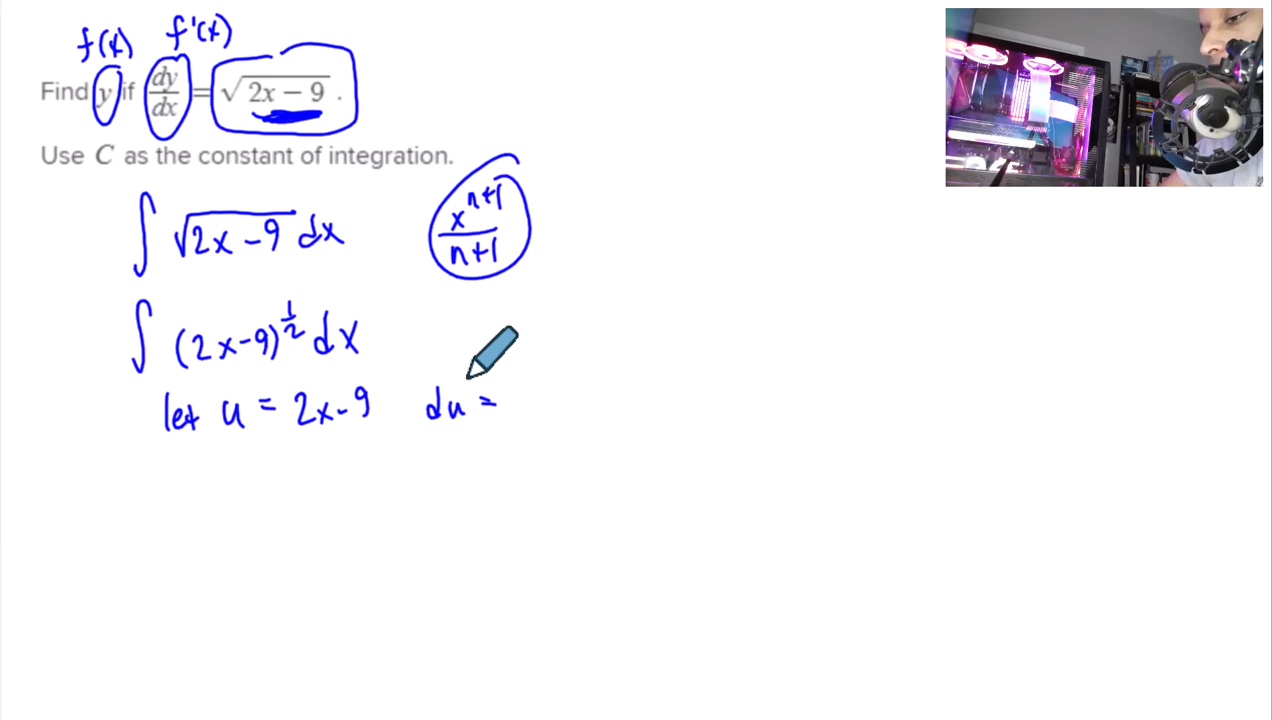 f(x) f'(x)
Find y if dy/dx = √(2x − 9) .
Use C as the constant of integration.
∫ √(2x−9) dx
x^(n+1)/(n+1)
∫ (2x−9)^(1/2) dx
let u = 2x−9 du =